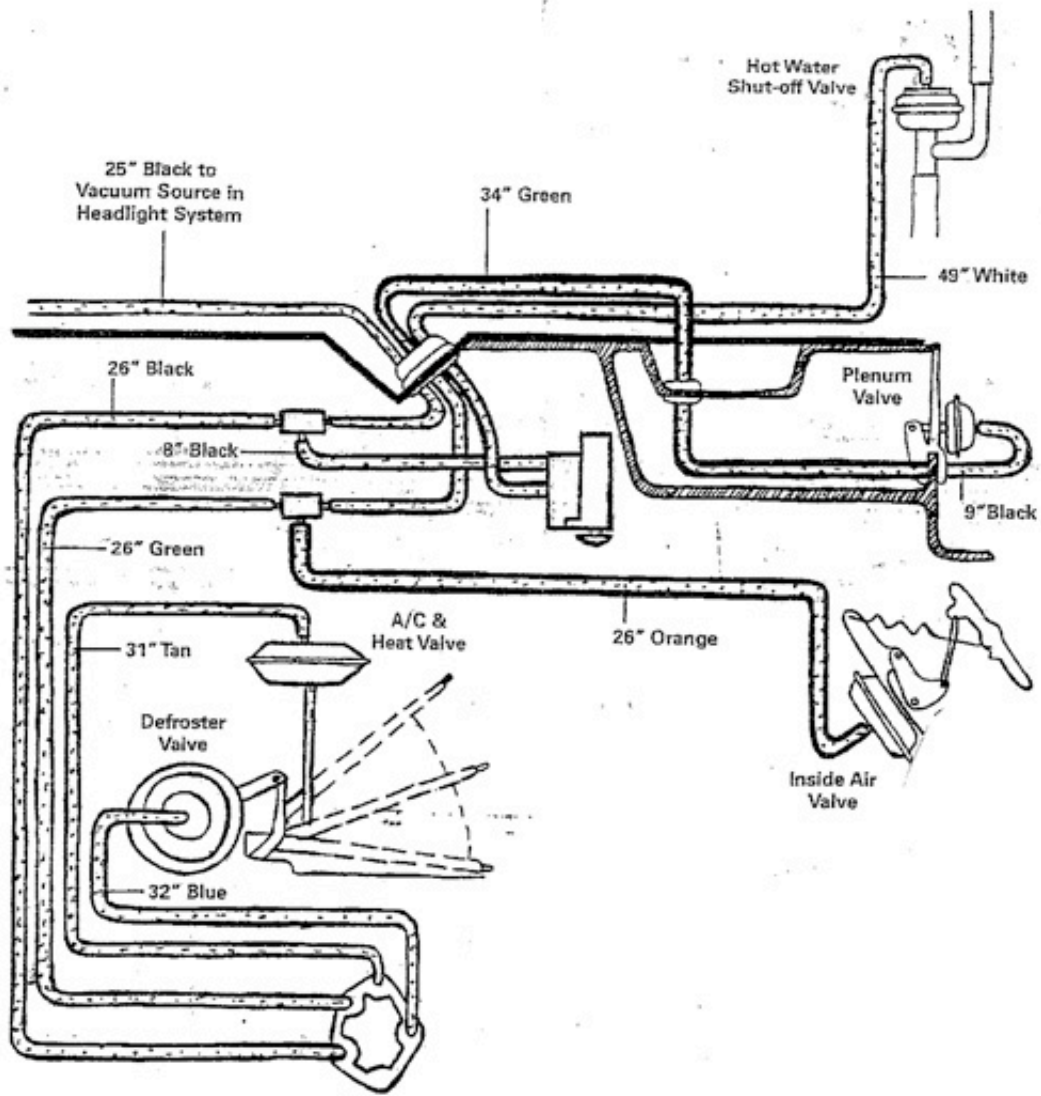 Hot Water
Shut-off Valve
25" Black to
Vacuum Source in
Headlight System
34" Green
49" White
26" Black
Plenum
Valve
8" Black
9" Black
26" Green
A/C &
Heat Valve
26" Orange
31" Tan
Defroster
Valve
Inside Air
Valve
32" Blue